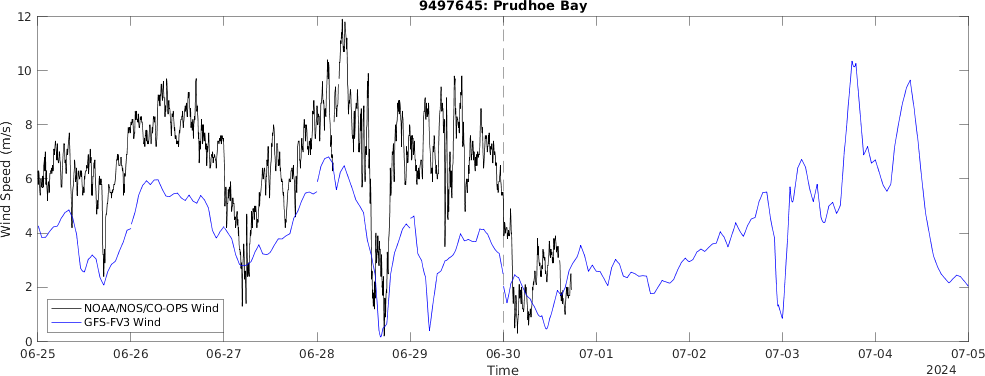 9497645: Prudhoe Bay
Wind Speed (m/s)
12
10
8
6
4
2
0
NOAA/NOS/CO-OPS Wind
GFS-FV3 Wind
06-25 06-26 06-27 06-28 06-29 06-30 07-01 07-02 07-03 07-04 07-05
Time
2024